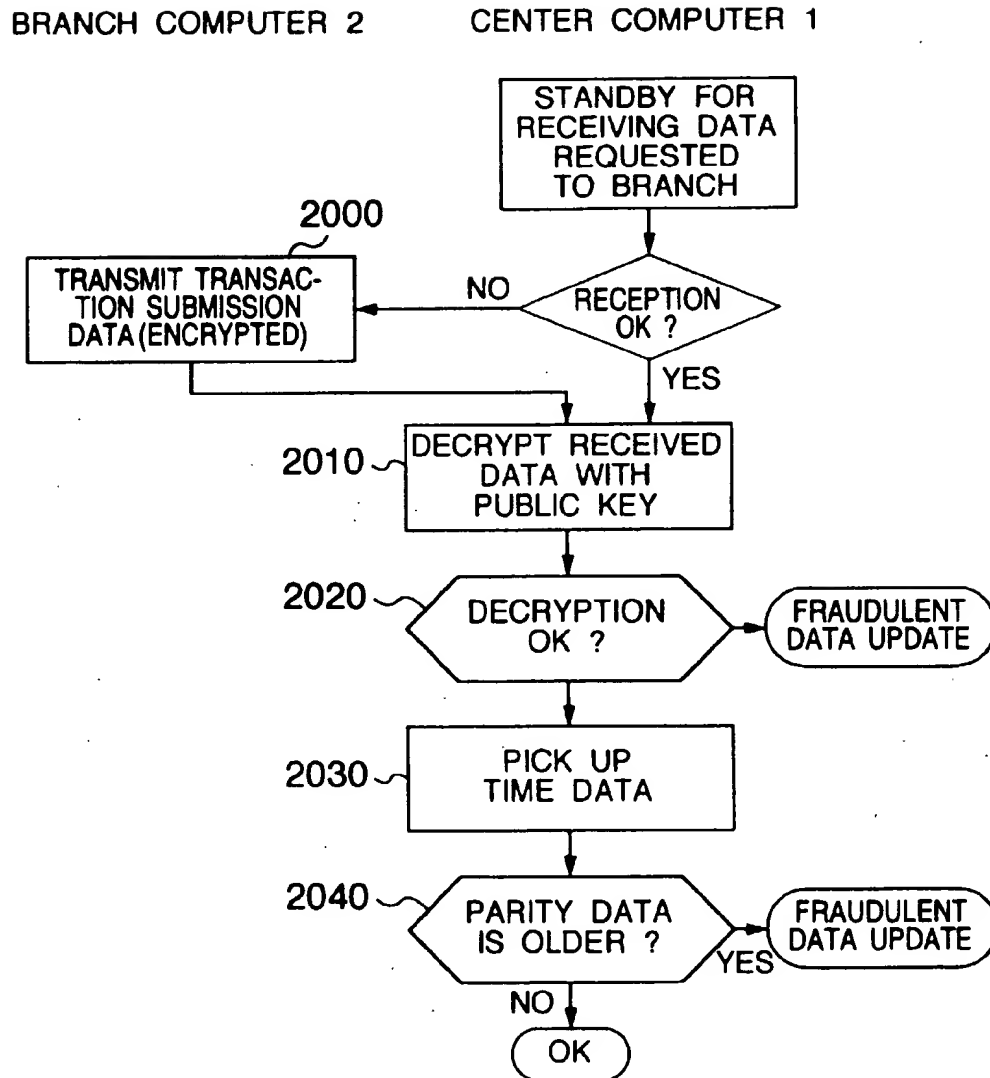 BRANCH COMPUTER 2
CENTER COMPUTER 1
STANDBY FOR
RECEIVING DATA
REQUESTED
TO BRANCH
2000
TRANSMIT TRANSAC-
TION SUBMISSION
DATA (ENCRYPTED)
NO
RECEPTION
OK ?
YES
2010
DECRYPT RECEIVED
DATA WITH
PUBLIC KEY
2020
DECRYPTION
OK ?
FRAUDULENT
DATA UPDATE
2030
PICK UP
TIME DATA
2040
PARITY DATA
IS OLDER ?
YES
FRAUDULENT
DATA UPDATE
NO
OK